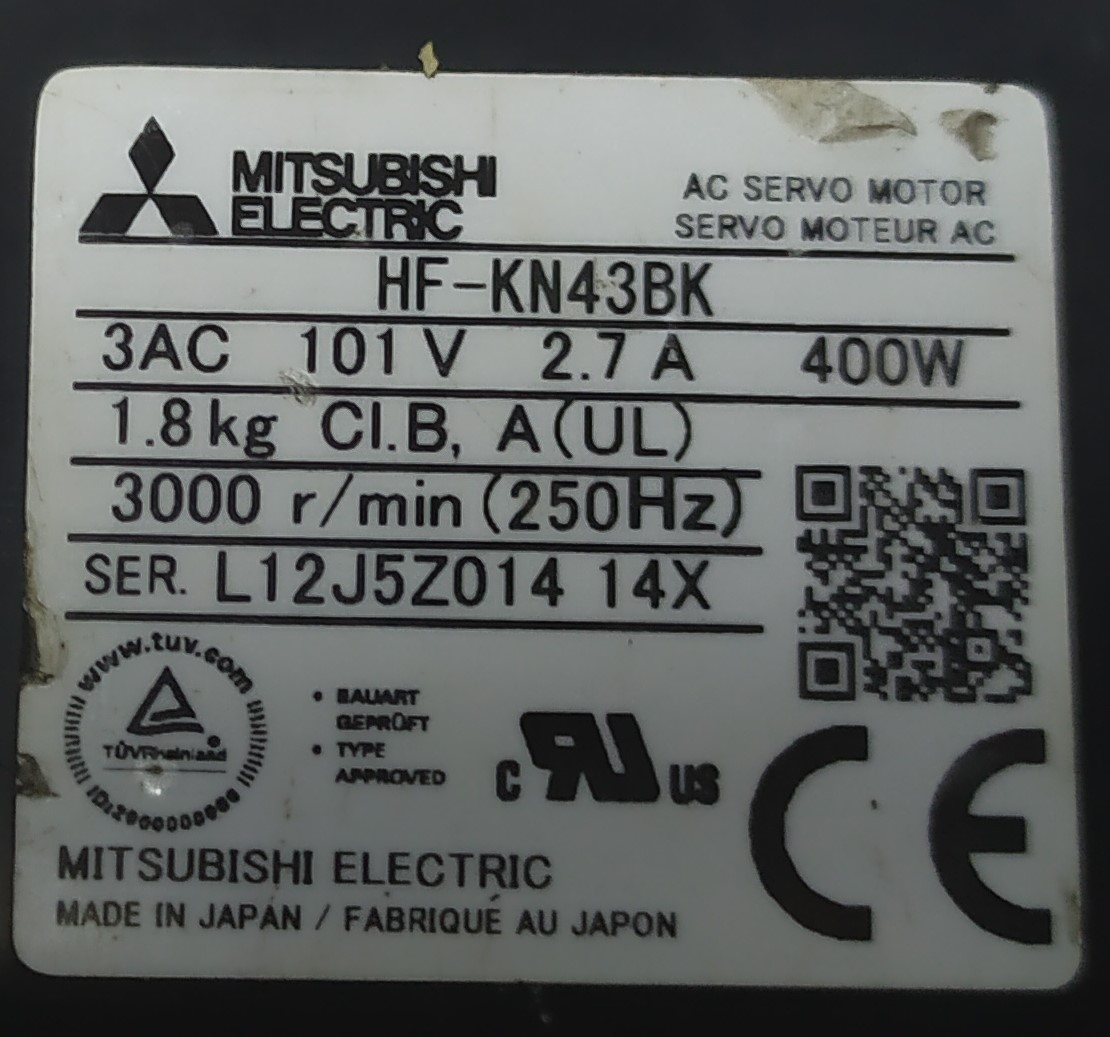 MITSUBISHI
ELECTRIC
AC SERVO MOTOR
SERVO MOTEUR AC
HF-KN43BK
3AC 101 V 2.7 A 400W
1.8kg Cl.B, A(UL)
3000 r/min (250Hz)
SER. L12J5Z014 14X
www.tuv.com
TÜVRheinland
• BAUART
GEPRÜFT
• TYPE
APPROVED
C RU US
CE
MITSUBISHI ELECTRIC
MADE IN JAPAN / FABRIQUÉ AU JAPON